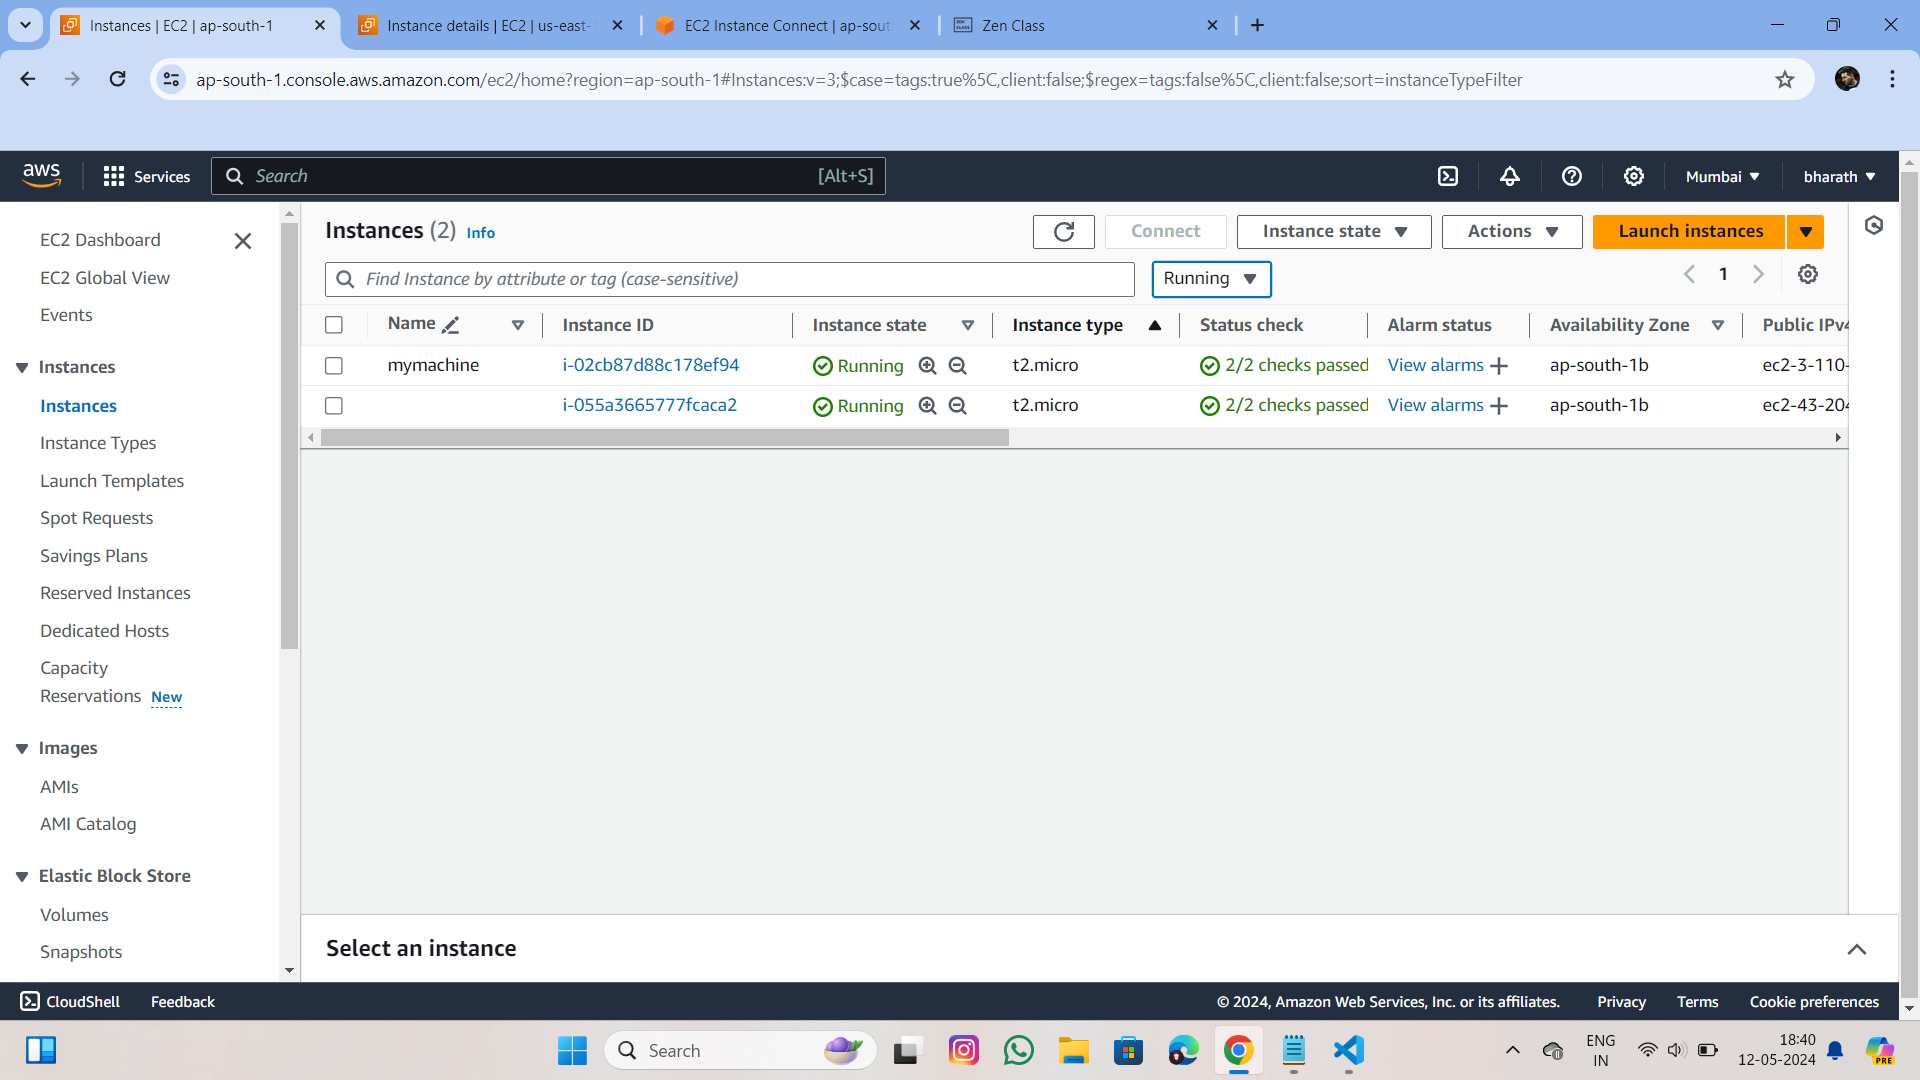 Instances | EC2 | ap-south-1
Instance details | EC2 | us-east-
EC2 Instance Connect | ap-sout
Zen Class
ap-south-1.console.aws.amazon.com/ec2/home?region=ap-south-1#Instances:v=3;$case=tags:true%5C,client:false;$regex=tags:false%5C,client:false;sort=instanceTypeFilter
aws Services Search [Alt+S] Mumbai bharath
EC2 Dashboard
EC2 Global View
Events
Instances
Instances
Instance Types
Launch Templates
Spot Requests
Savings Plans
Reserved Instances
Dedicated Hosts
Capacity
Reservations New
Images
AMIs
AMI Catalog
Elastic Block Store
Volumes
Snapshots
Instances (2) Info
Connect Instance state Actions Launch instances
Find Instance by attribute or tag (case-sensitive) Running 1
Name Instance ID Instance state Instance type Status check Alarm status Availability Zone Public IPv4
mymachine i-02cb87d88c178ef94 Running t2.micro 2/2 checks passed View alarms ap-south-1b ec2-3-110-
i-055a3665777fcaca2 Running t2.micro 2/2 checks passed View alarms ap-south-1b ec2-43-204
Select an instance
CloudShell Feedback © 2024, Amazon Web Services, Inc. or its affiliates. Privacy Terms Cookie preferences
Search
ENG
IN
18:40
12-05-2024
PRE